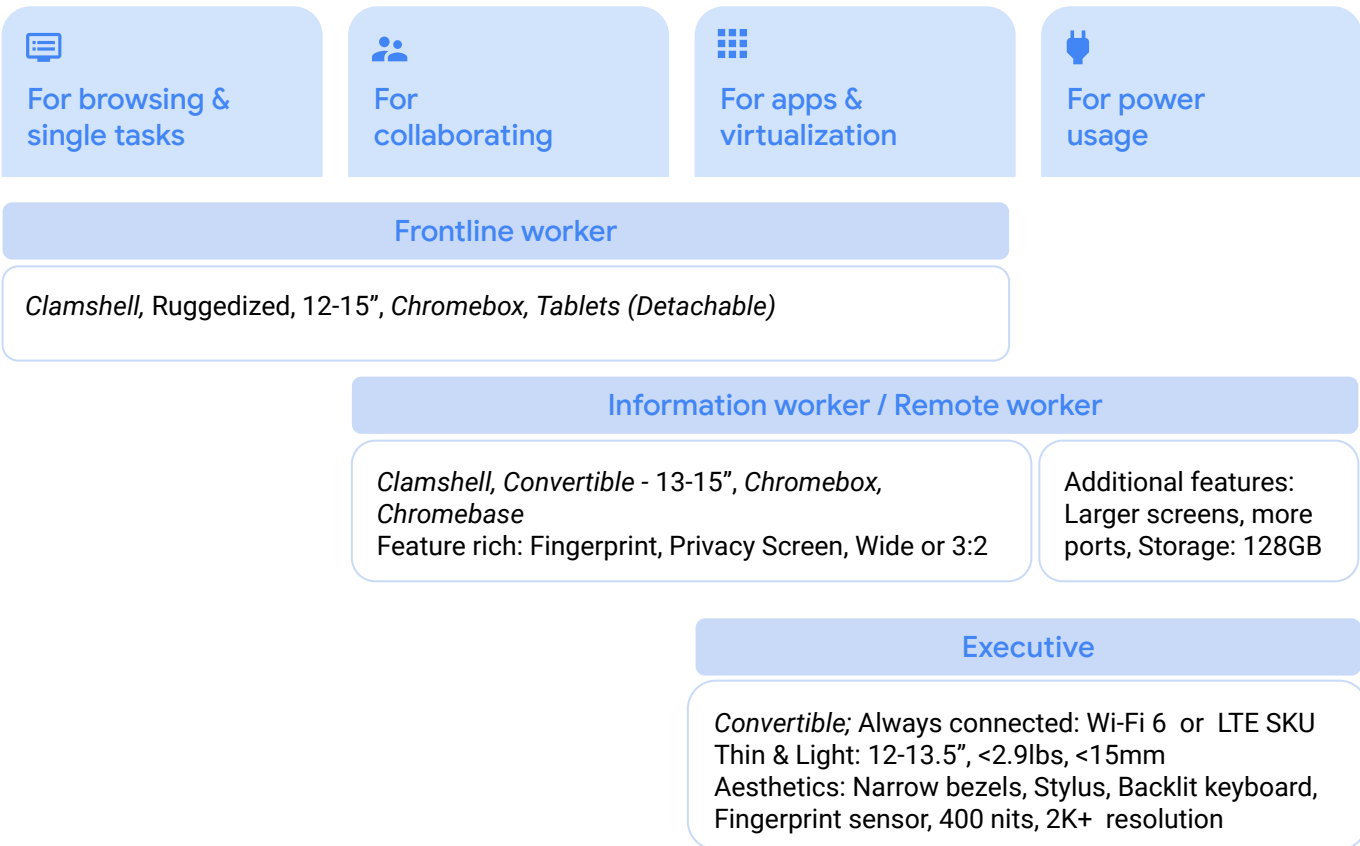 For browsing &
single tasks
For
collaborating
For apps &
virtualization
For power
usage
Frontline worker
Clamshell, Ruggedized, 12-15”, Chromebox, Tablets (Detachable)
Information worker / Remote worker
Clamshell, Convertible - 13-15”, Chromebox,
Chromebase
Feature rich: Fingerprint, Privacy Screen, Wide or 3:2
Additional features:
Larger screens, more
ports, Storage: 128GB
Executive
Convertible; Always connected: Wi-Fi 6 or LTE SKU
Thin & Light: 12-13.5”, <2.9lbs, <15mm
Aesthetics: Narrow bezels, Stylus, Backlit keyboard,
Fingerprint sensor, 400 nits, 2K+ resolution